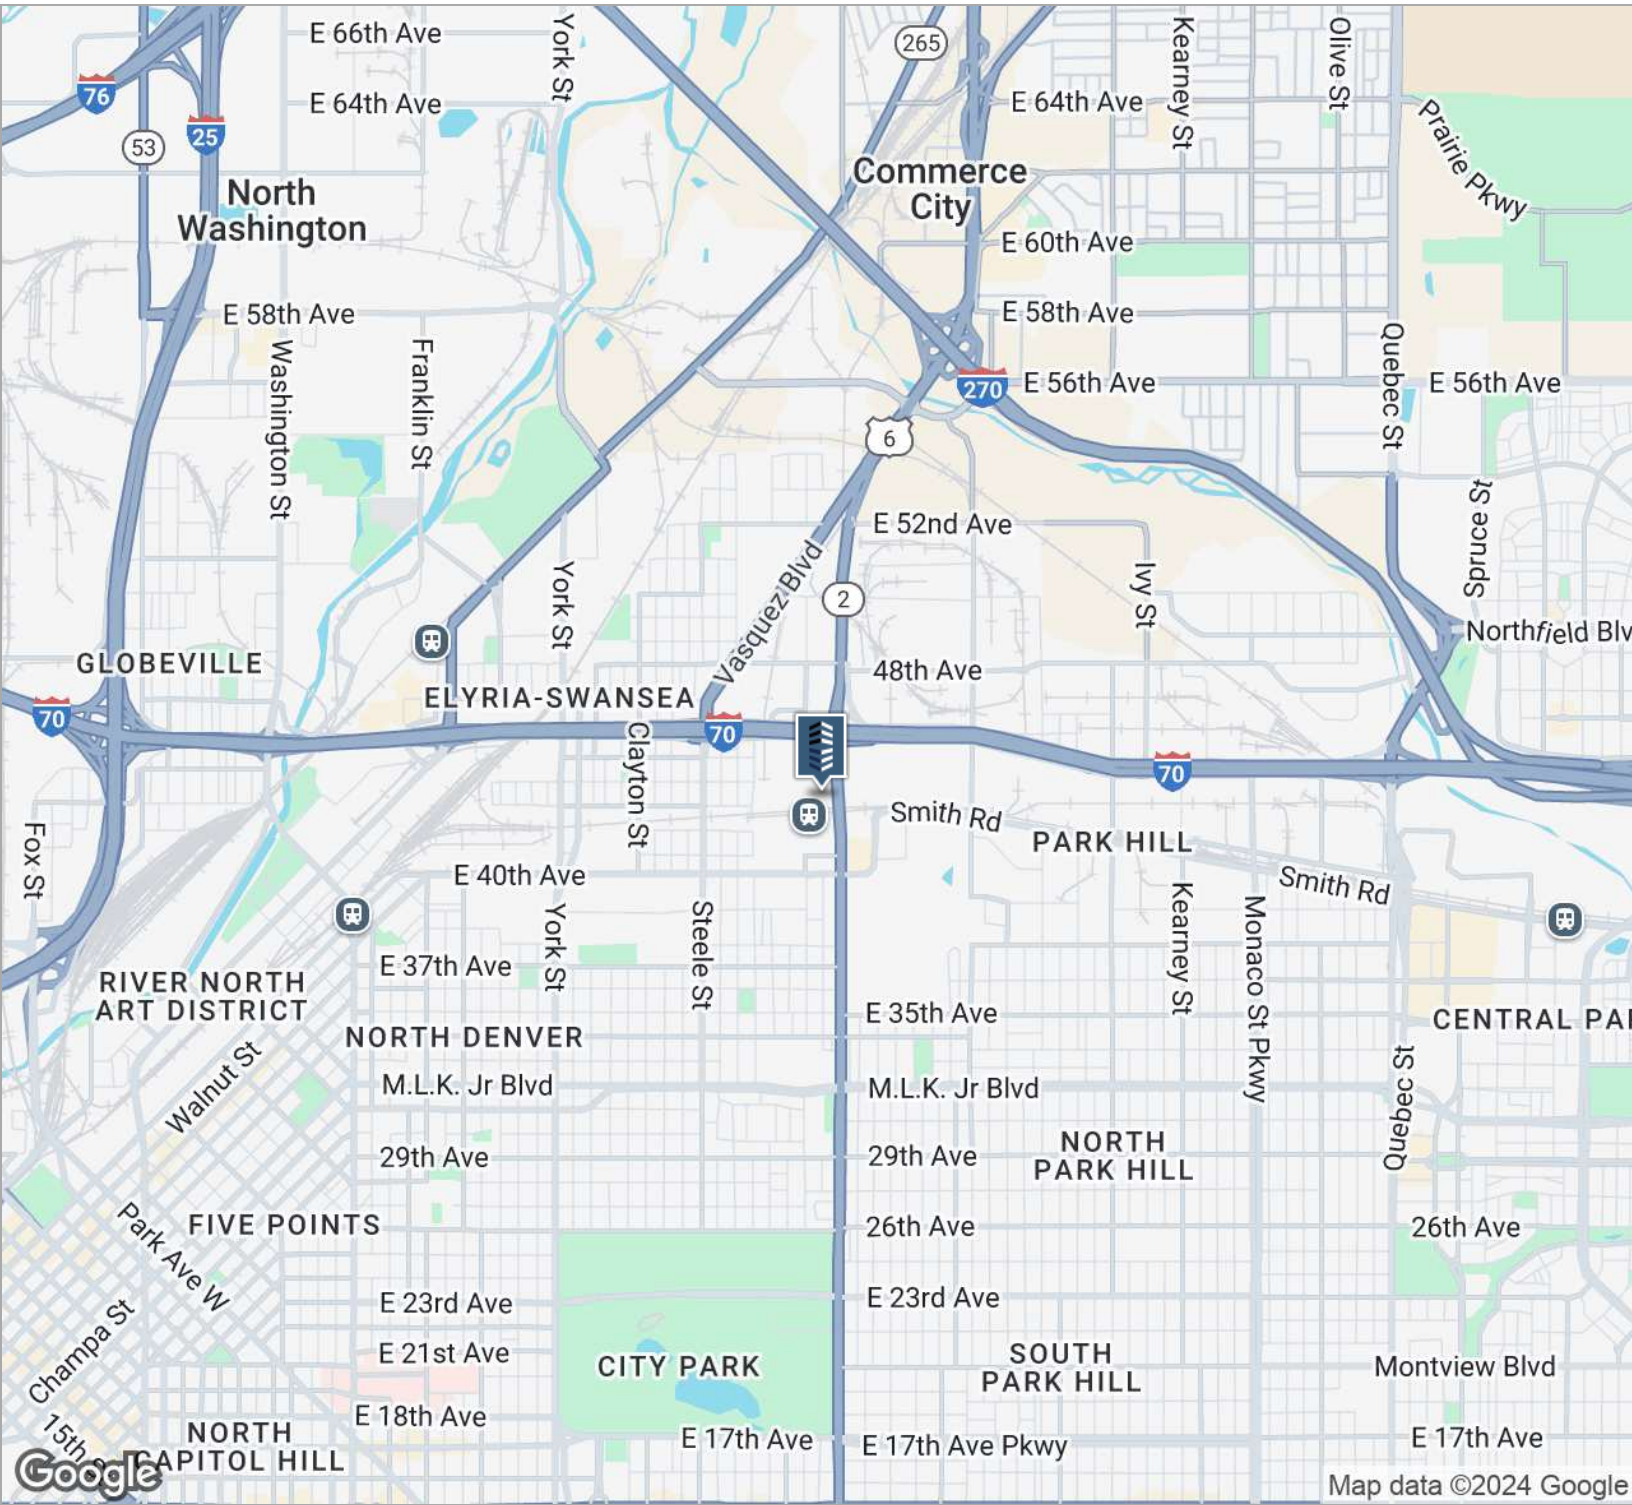 E 66th Ave
York St
265
Kearney St
Olive St
76
E 64th Ave
E 64th Ave
25
53
Prairie Pkwy
North
Washington
Commerce
City
E 60th Ave
E 58th Ave
E 58th Ave
Washington St
Franklin St
Quebec St
270
E 56th Ave
E 56th Ave
6
Spruce St
E 52nd Ave
Vasquez Blvd
York St
Ivy St
2
Northfield Blv
GLOBEVILLE
48th Ave
ELYRIA-SWANSEA
70
70
70
Clayton St
Smith Rd
PARK HILL
Fox St
E 40th Ave
Smith Rd
York St
Steele St
Kearney St
Monaco St Pkwy
E 37th Ave
RIVER NORTH
ART DISTRICT
E 35th Ave
CENTRAL PAR
NORTH DENVER
Walnut St
M.L.K. Jr Blvd
M.L.K. Jr Blvd
Quebec St
29th Ave
29th Ave
NORTH
PARK HILL
Park Ave W
FIVE POINTS
26th Ave
26th Ave
E 23rd Ave
E 23rd Ave
Champa St
E 21st Ave
CITY PARK
SOUTH
PARK HILL
Montview Blvd
E 18th Ave
15th
NORTH
CAPITOL HILL
E 17th Ave
E 17th Ave Pkwy
E 17th Ave
Google
Map data ©2024 Google